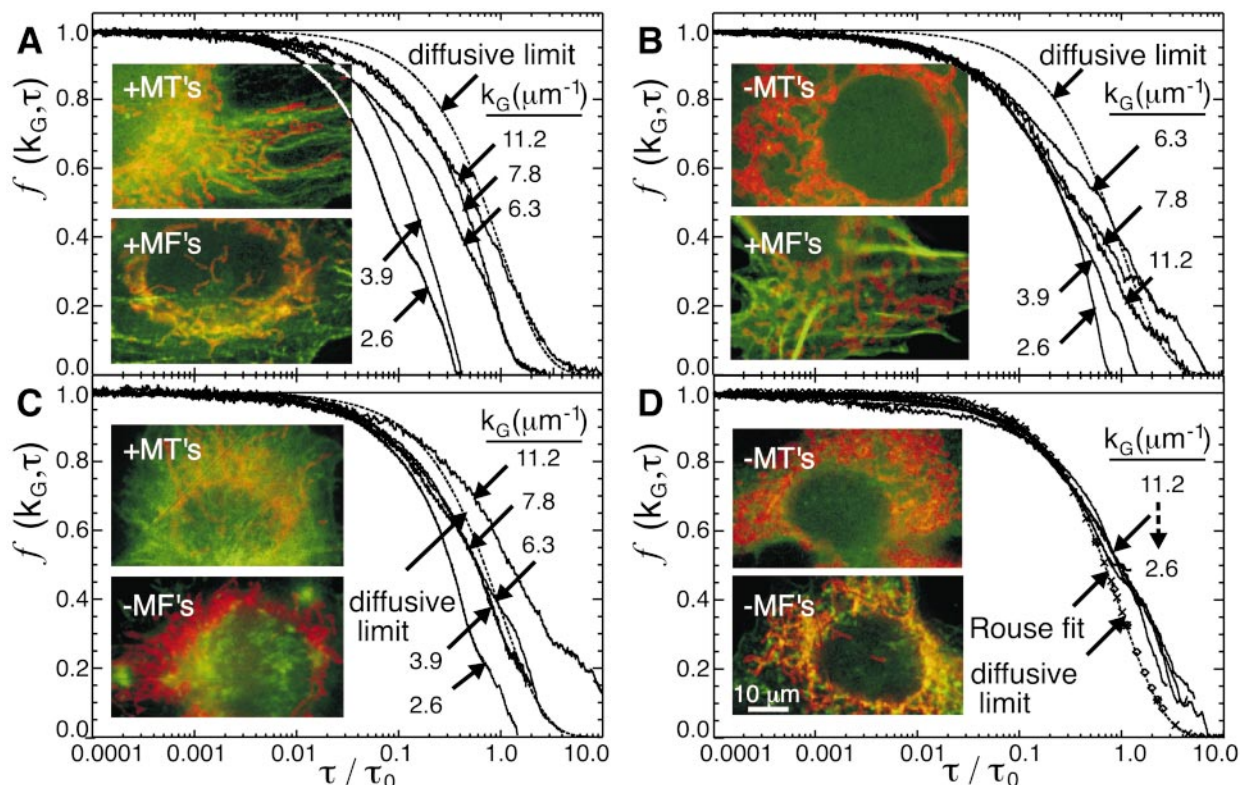 A
1.0
0.8
0.6
0.4
0.2
0.0
f (kG,τ)
+MT's
+MF's
diffusive limit
kG(μm-1)
11.2
7.8
6.3
3.9
2.6
B
1.0
0.8
0.6
0.4
0.2
0.0
f (kG,τ)
-MT's
+MF's
diffusive limit
kG(μm-1)
6.3
7.8
11.2
3.9
2.6
C
1.0
0.8
0.6
0.4
0.2
0.0
f (kG,τ)
+MT's
-MF's
kG(μm-1)
11.2
7.8
6.3
diffusive
limit
3.9
2.6
0.0001 0.001 0.01 0.1 1.0 10.0
τ / τ0
D
1.0
0.8
0.6
0.4
0.2
0.0
f (kG,τ)
-MT's
-MF's
10 μm
kG(μm-1)
11.2
2.6
Rouse fit
diffusive
limit
0.0001 0.001 0.01 0.1 1.0 10.0
τ / τ0